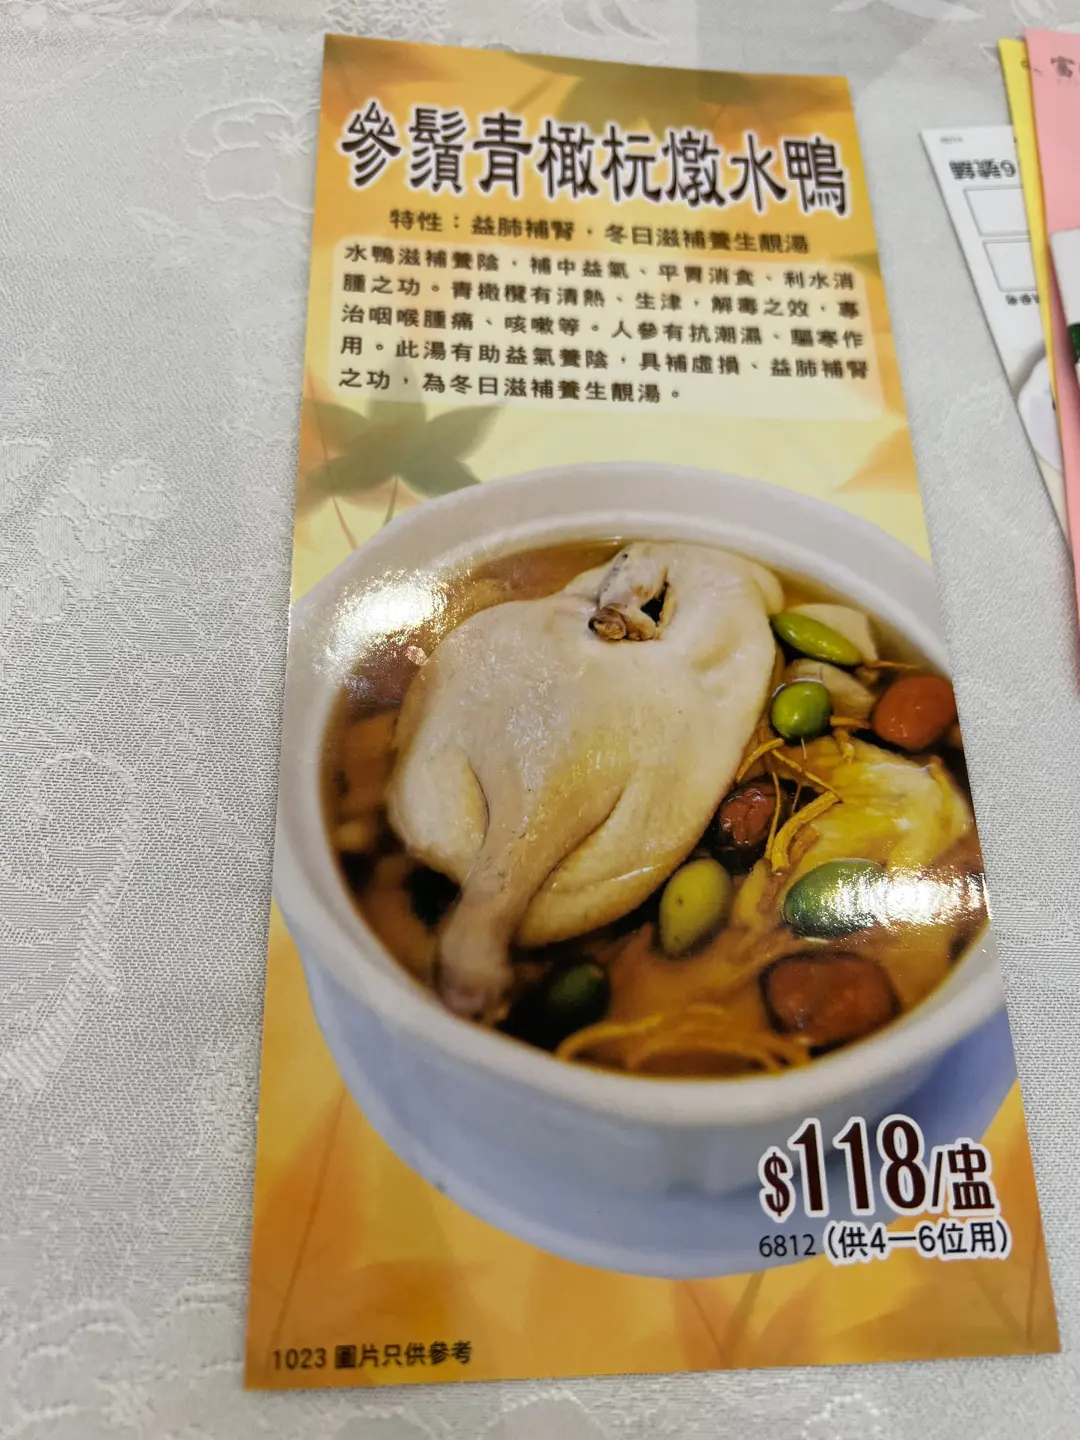 參鬚青橄杬燉水鴨
特性：益肺補腎，冬日滋補養生靚湯
水鴨滋補養陰，補中益氣、平胃消食、利水消
腫之功。青橄欖有清熱、生津，解毒之效，專
治咽喉腫痛、咳嗽等。人參有抗潮濕、驅寒作
用。此湯有助益氣養陰，具補虛損、益肺補腎
之功，為冬日滋補養生靚湯。
$118/盅
6812（供4—6位用）
1023 圖片只供參考
富
6號舖